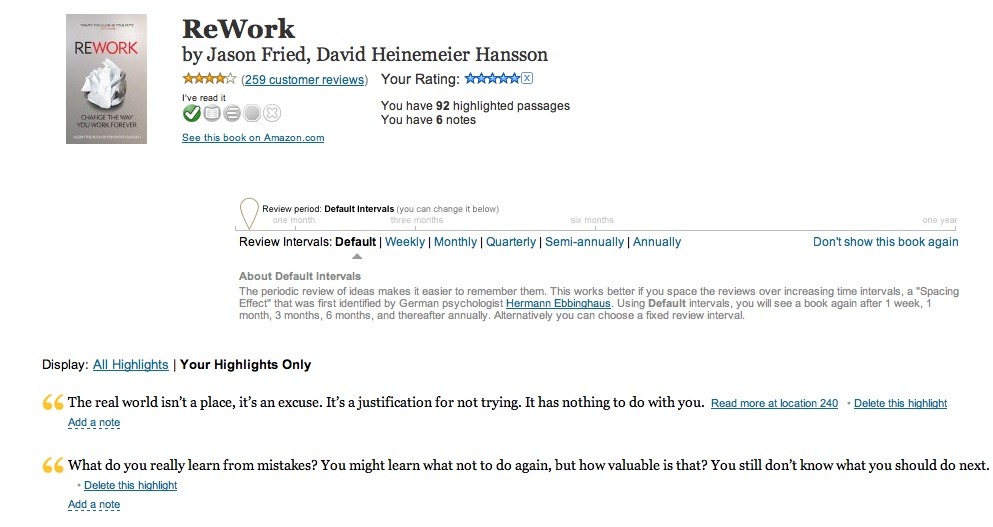 REWORK
CHANGE THE WAY
YOU WORK FOREVER
ReWork
by Jason Fried, David Heinemeier Hansson
(259 customer reviews) Your Rating:
I've read it
You have 92 highlighted passages
You have 6 notes
See this book on Amazon.com
Review period: Default Intervals (you can change it below)
one month three months six months one year
Review Intervals: Default | Weekly | Monthly | Quarterly | Semi-annually | Annually Don't show this book again
About Default Intervals
The periodic review of ideas makes it easier to remember them. This works better if you space the reviews over increasing time intervals, a "Spacing
Effect" that was first identified by German psychologist Hermann Ebbinghaus. Using Default intervals, you will see a book again after 1 week, 1
month, 3 months, 6 months, and thereafter annually. Alternatively you can choose a fixed review interval.
Display: All Highlights | Your Highlights Only
The real world isn't a place, it's an excuse. It's a justification for not trying. It has nothing to do with you. Read more at location 240 • Delete this highlight
Add a note
What do you really learn from mistakes? You might learn what not to do again, but how valuable is that? You still don't know what you should do next.
• Delete this highlight
Add a note